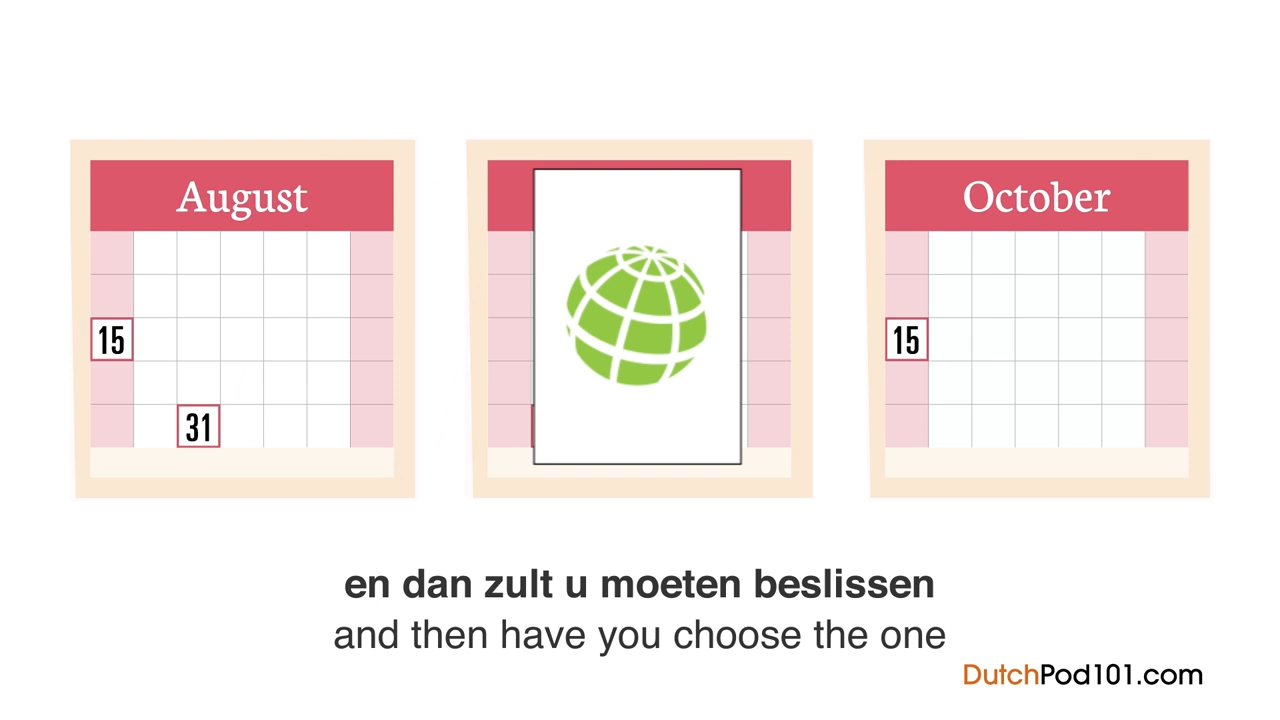 August
October
15
15
31
en dan zult u moeten beslissen
and then have you choose the one
DutchPod101.com